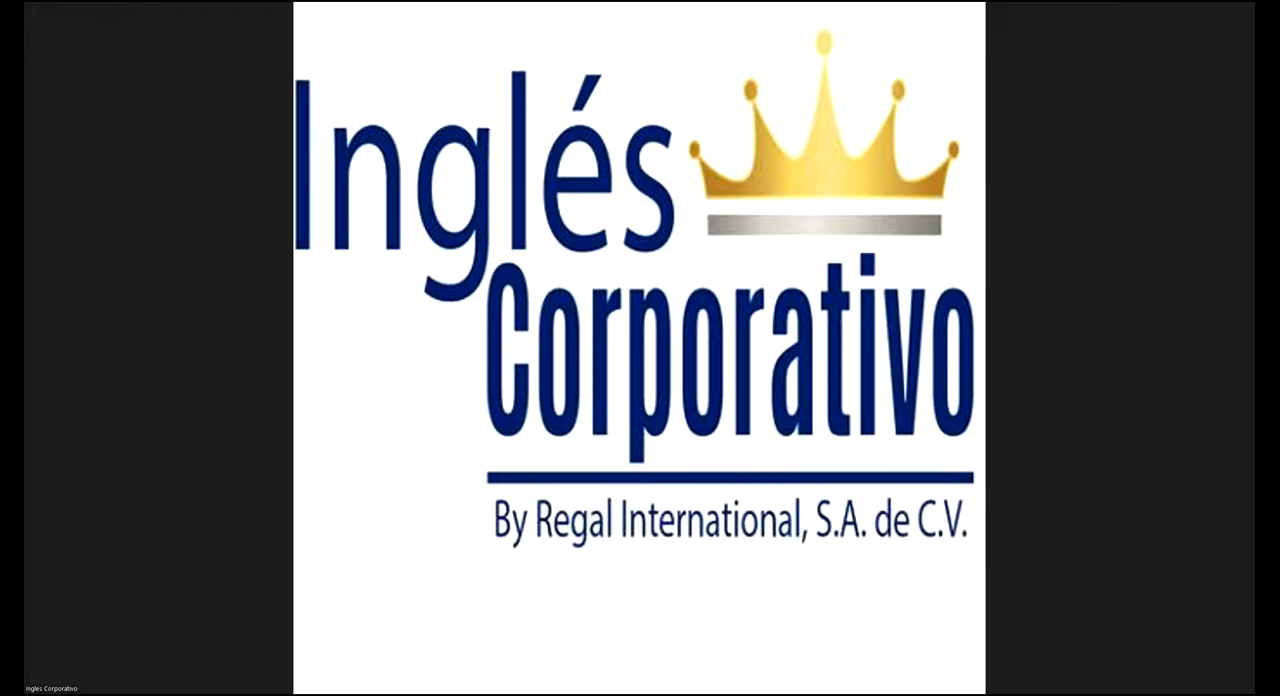 Inglés
Corporativo
By Regal International, S.A. de C.V.
Ingles Corporativo